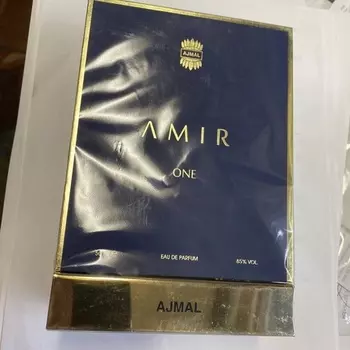 AJMAL
AMIR
ONE
EAU DE PARFUM 85% VOL.
AJMAL